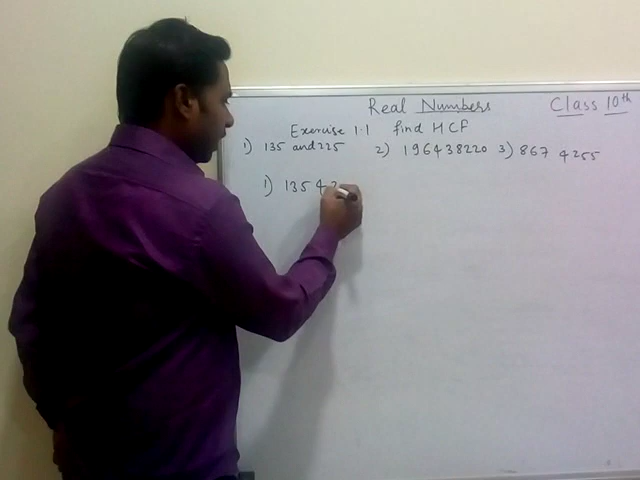 Real Numbers Class 10th
Exercise 1.1 find HCF
1) 135 and 225 2) 196 & 38220 3) 867 & 255
1) 135 & 2